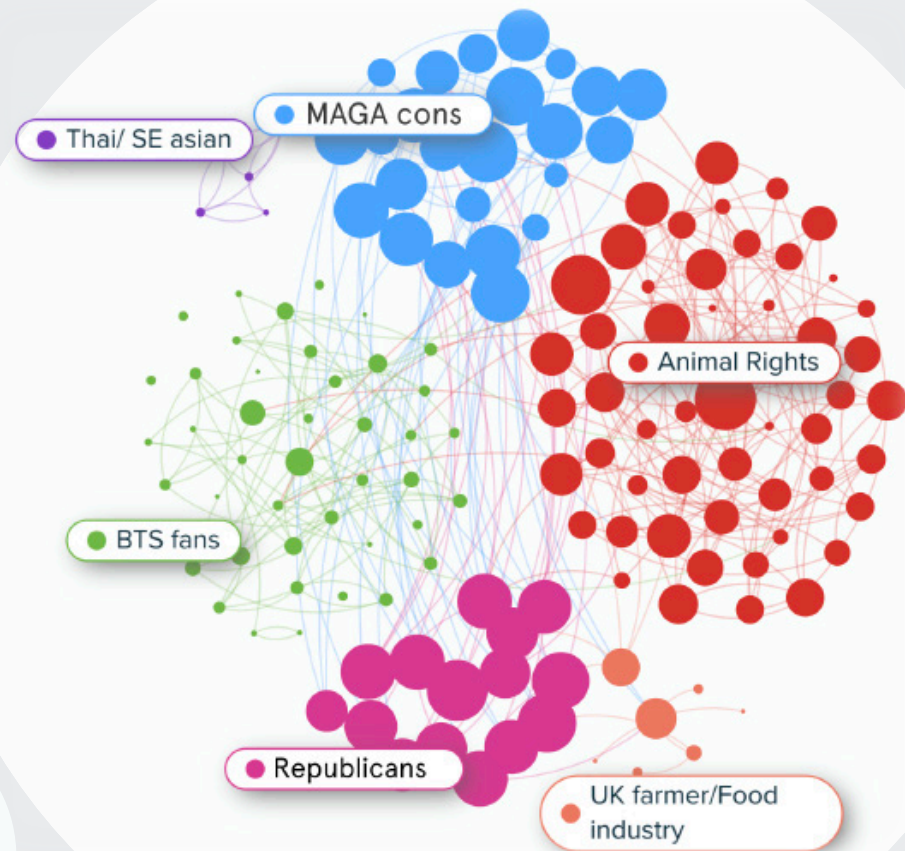 MAGA cons
Thai/ SE asian
Animal Rights
BTS fans
Republicans
UK farmer/Food
industry